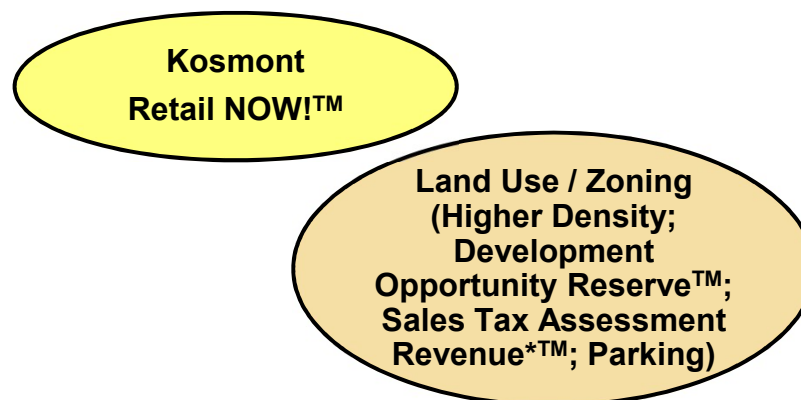 Kosmont
Retail NOW!™
Land Use / Zoning
(Higher Density;
Development
Opportunity Reserve™;
Sales Tax Assessment
Revenue*™; Parking)